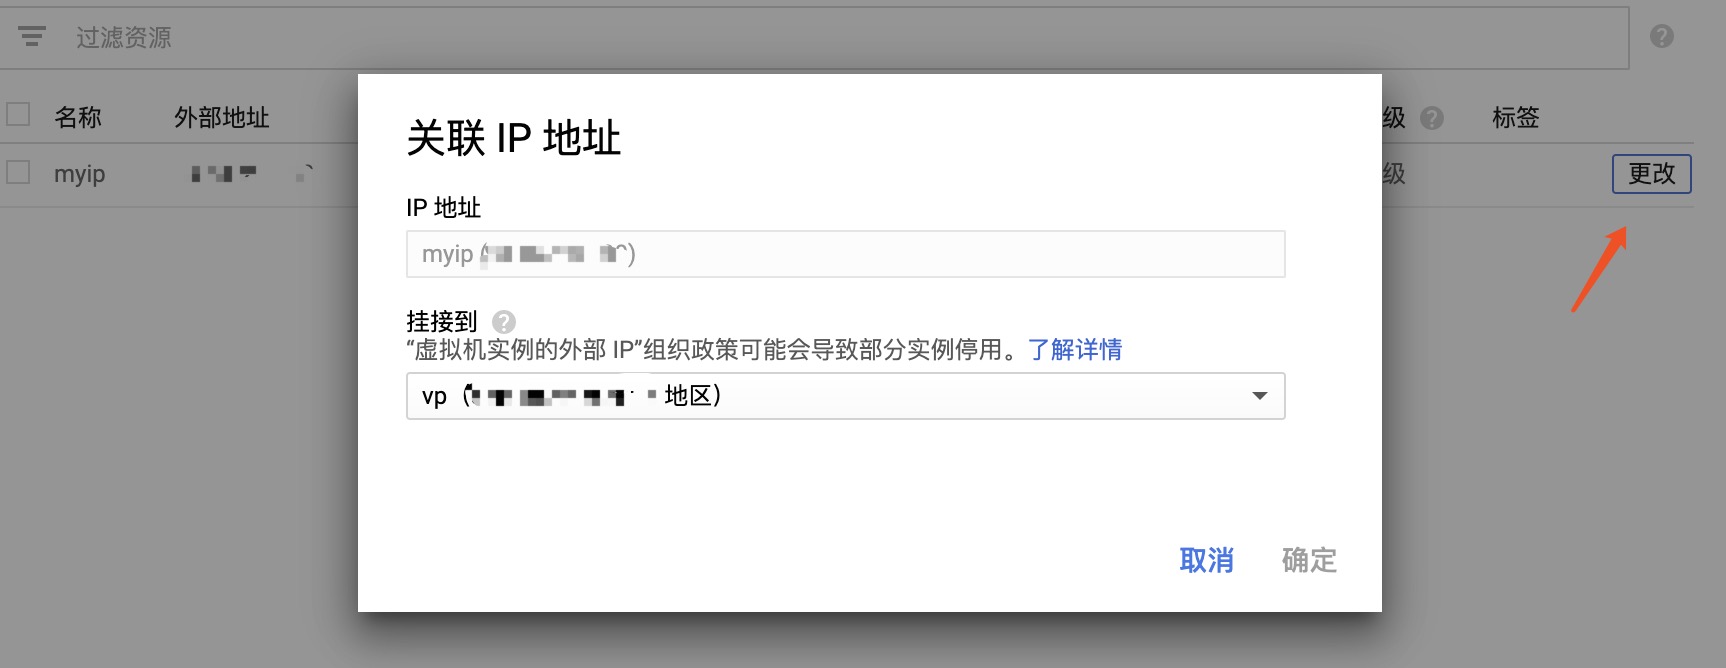 过滤资源
名称 外部地址 级 标签
myip 级 更改
关联 IP 地址
IP 地址
myip ( )
挂接到
“虚拟机实例的外部 IP”组织政策可能会导致部分实例停用。了解详情
vp ( 地区)
取消 确定